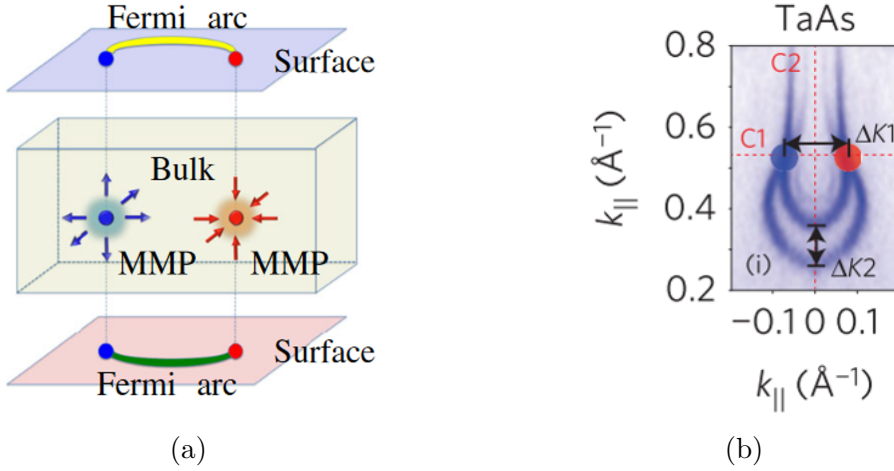 Fermi arc
Surface
Bulk
MMP MMP
Surface
Fermi arc
(a)
TaAs
0.8
C2
C1
ΔK1
0.6
0.4
(i)
ΔK2
0.2
−0.1 0 0.1
k|| (Å−1)
k|| (Å−1)
(b)